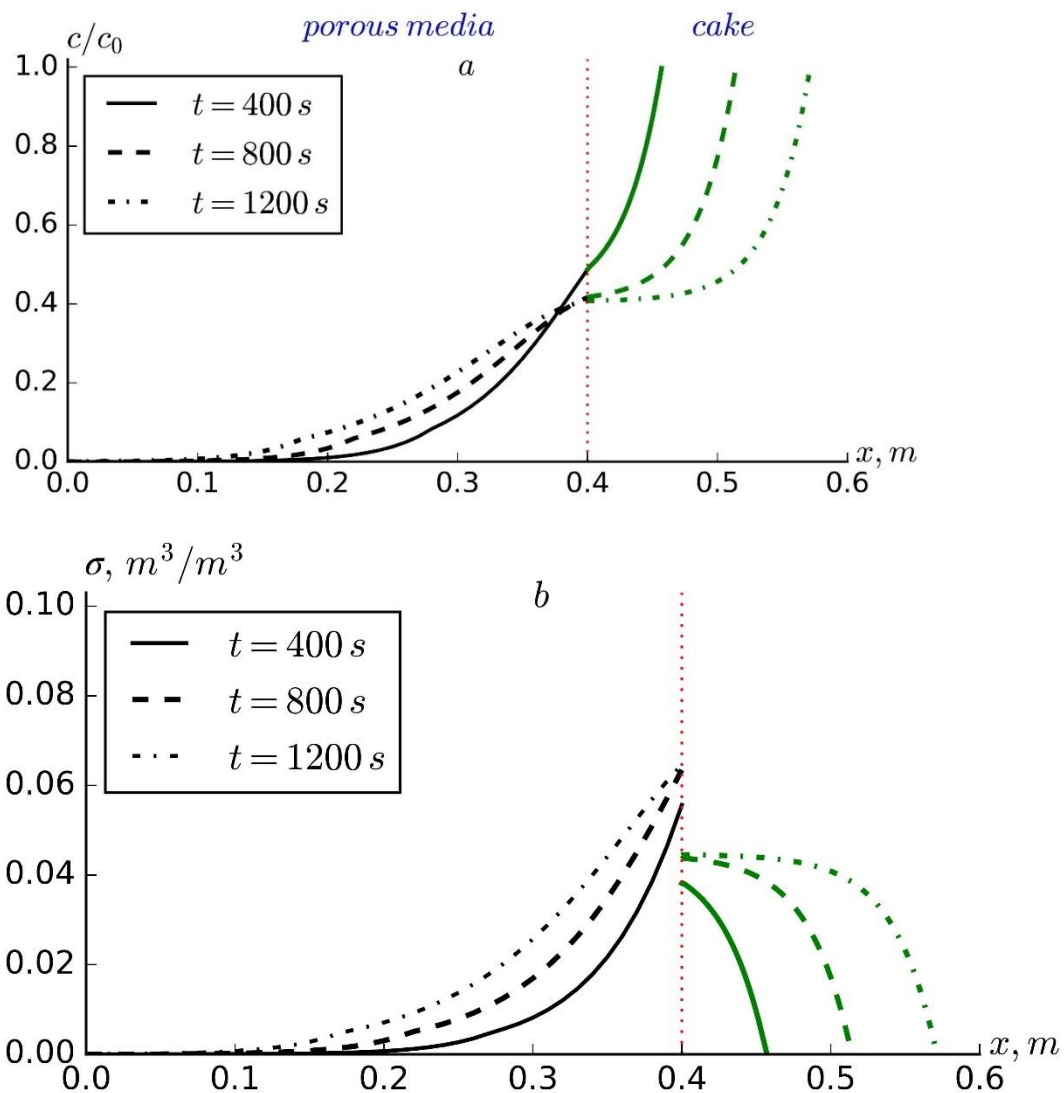 porous media cake
c/c₀
a
1.0
t = 400 s
t = 800 s
t = 1200 s
0.8
0.6
0.4
0.2
0.0
0.0 0.1 0.2 0.3 0.4 0.5 0.6
x, m
σ, m³/m³
b
0.10
t = 400 s
t = 800 s
t = 1200 s
0.08
0.06
0.04
0.02
0.00
0.0 0.1 0.2 0.3 0.4 0.5 0.6
x, m